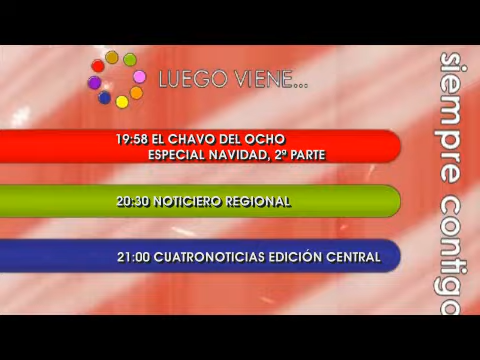 LUEGO VIENE...
19:58 EL CHAVO DEL OCHO
ESPECIAL NAVIDAD, 2ª PARTE
20:30 NOTICIERO REGIONAL
21:00 CUATRONOTICIAS EDICIÓN CENTRAL
siempre contigo